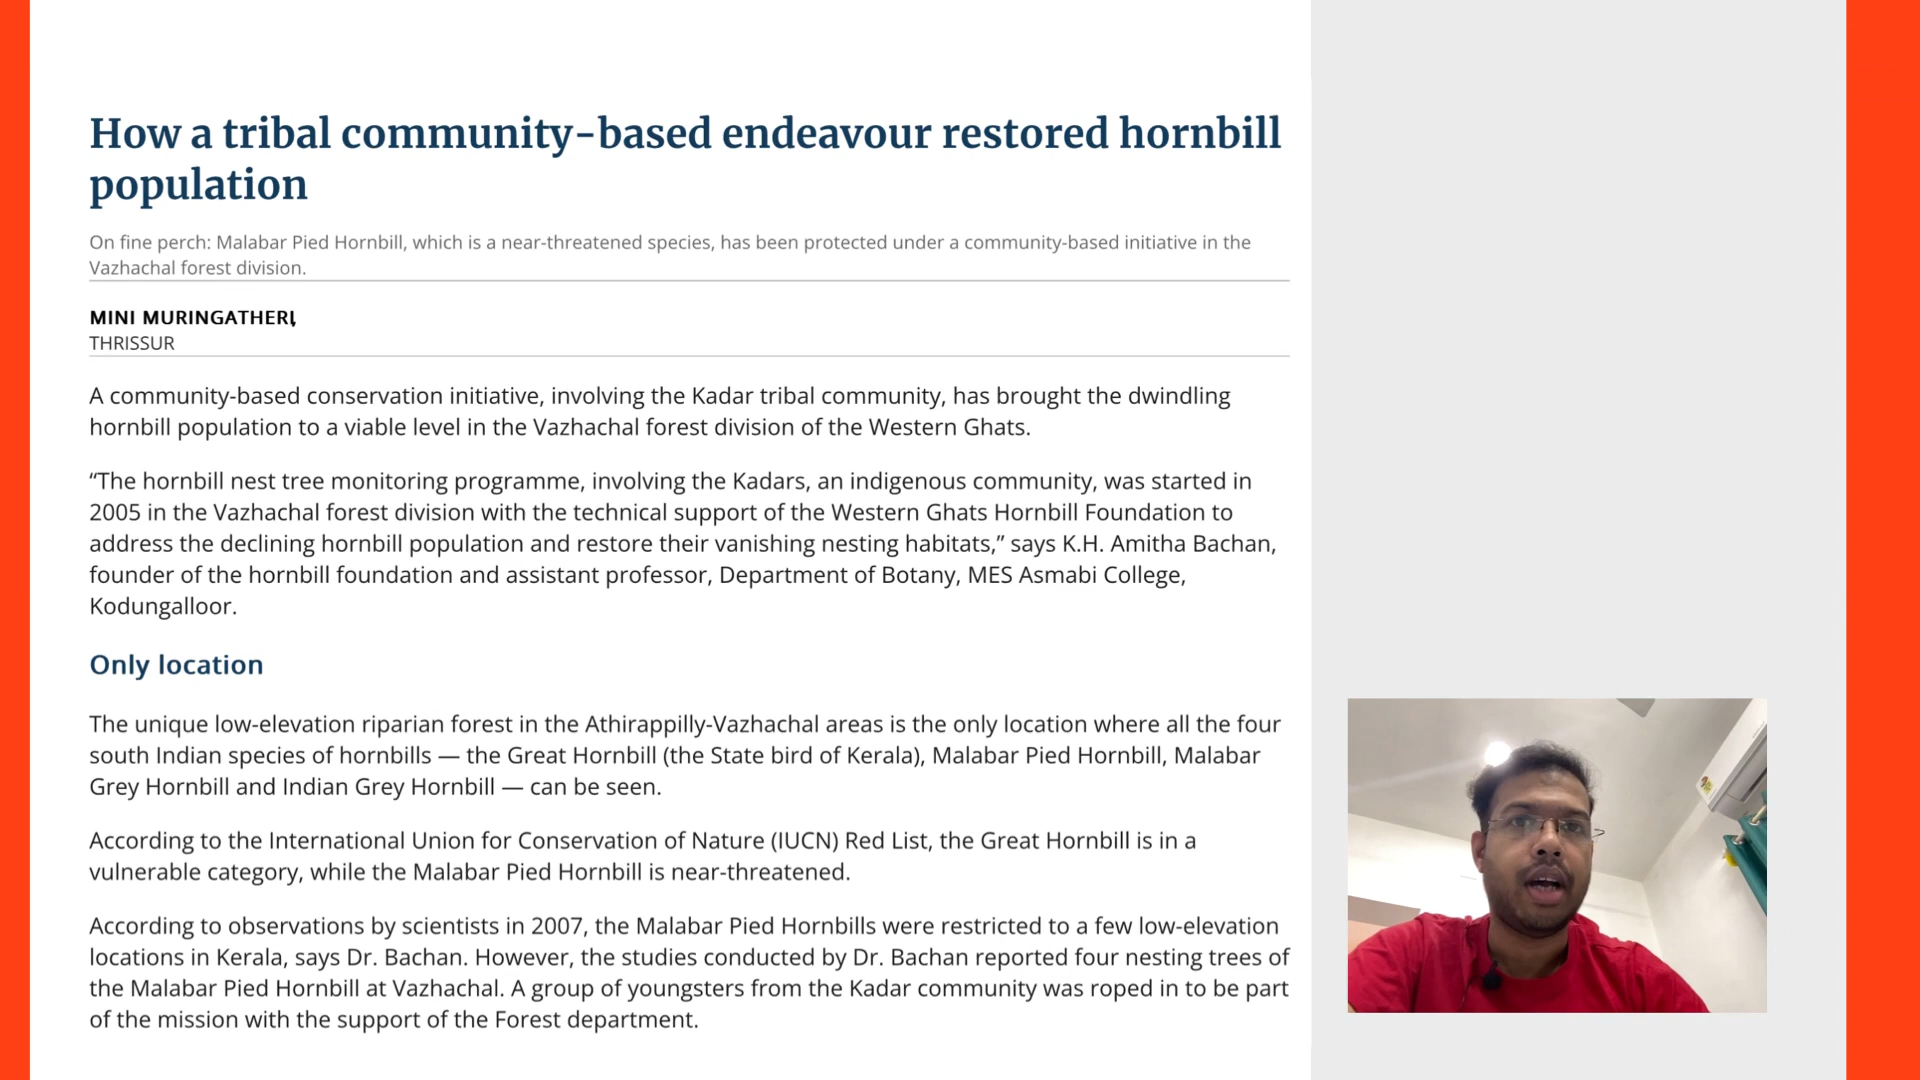 How a tribal community-based endeavour restored hornbill
population
On fine perch: Malabar Pied Hornbill, which is a near-threatened species, has been protected under a community-based initiative in the
Vazhachal forest division.
MINI MURINGATHERI,
THRISSUR
A community-based conservation initiative, involving the Kadar tribal community, has brought the dwindling
hornbill population to a viable level in the Vazhachal forest division of the Western Ghats.
“The hornbill nest tree monitoring programme, involving the Kadars, an indigenous community, was started in
2005 in the Vazhachal forest division with the technical support of the Western Ghats Hornbill Foundation to
address the declining hornbill population and restore their vanishing nesting habitats,” says K.H. Amitha Bachan,
founder of the hornbill foundation and assistant professor, Department of Botany, MES Asmabi College,
Kodungalloor.
Only location
The unique low-elevation riparian forest in the Athirappilly-Vazhachal areas is the only location where all the four
south Indian species of hornbills — the Great Hornbill (the State bird of Kerala), Malabar Pied Hornbill, Malabar
Grey Hornbill and Indian Grey Hornbill — can be seen.
According to the International Union for Conservation of Nature (IUCN) Red List, the Great Hornbill is in a
vulnerable category, while the Malabar Pied Hornbill is near-threatened.
According to observations by scientists in 2007, the Malabar Pied Hornbills were restricted to a few low-elevation
locations in Kerala, says Dr. Bachan. However, the studies conducted by Dr. Bachan reported four nesting trees of
the Malabar Pied Hornbill at Vazhachal. A group of youngsters from the Kadar community was roped in to be part
of the mission with the support of the Forest department.